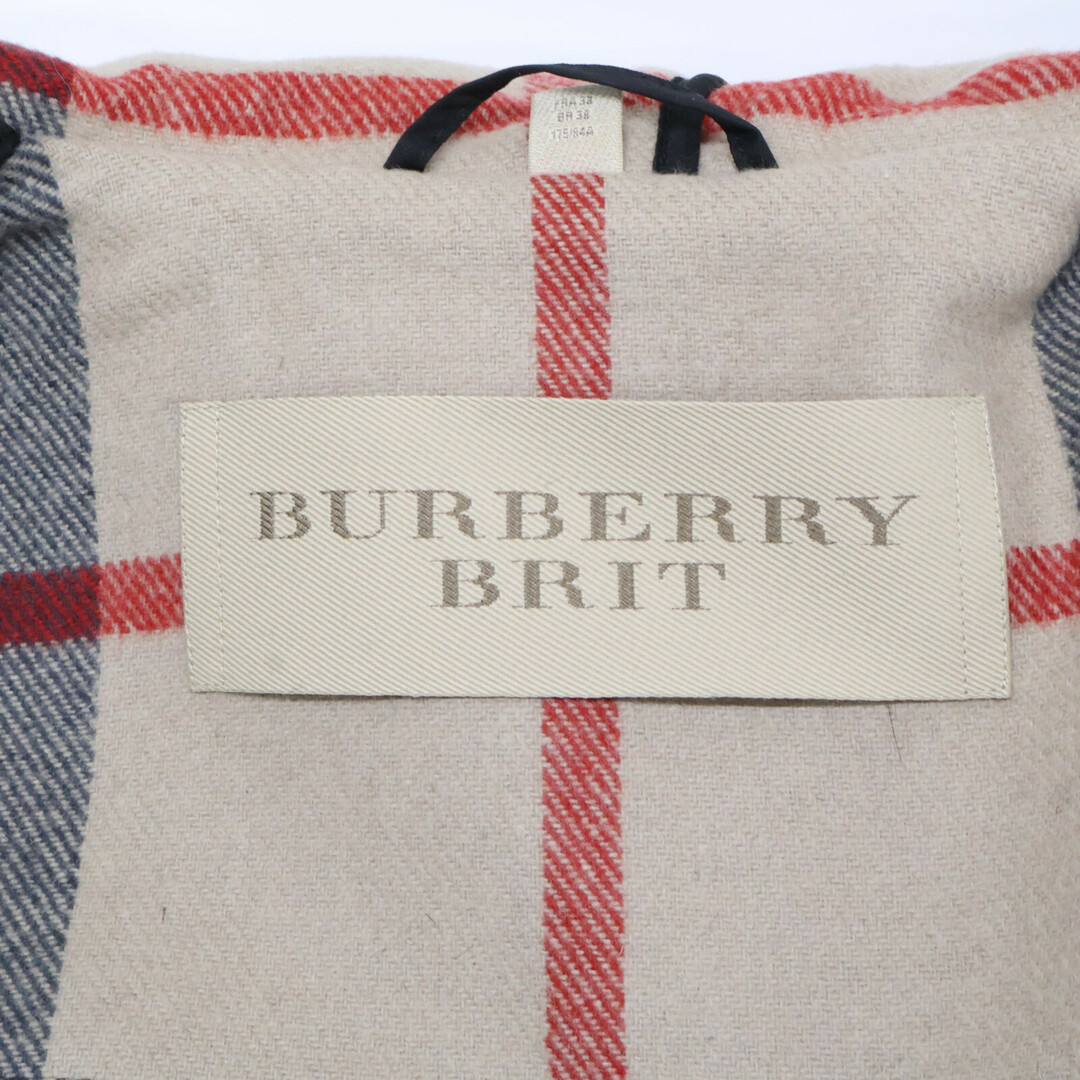 FRA 38
BR 38
175/84A
BURBERRY
BRIT